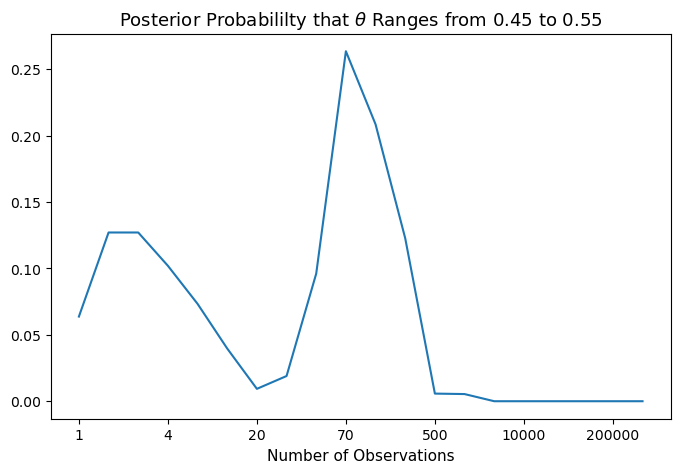 Posterior Probabililty that θ Ranges from 0.45 to 0.55
0.25
0.20
0.15
0.10
0.05
0.00
1 4 20 70 500 10000 200000
Number of Observations